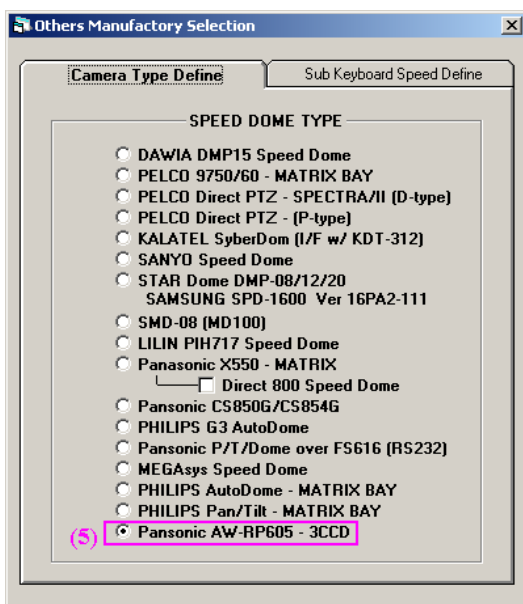 Others Manufactory Selection
Camera Type Define
Sub Keyboard Speed Define
SPEED DOME TYPE
DAWIA DMP15 Speed Dome
PELCO 9750/60 - MATRIX BAY
PELCO Direct PTZ - SPECTRA/II (D-type)
PELCO Direct PTZ - (P-type)
KALATEL SyberDom (I/F w/ KDT-312)
SANYO Speed Dome
STAR Dome DMP-08/12/20
SAMSUNG SPD-1600 Ver 16PA2-111
SMD-08 (MD100)
LILIN PIH717 Speed Dome
Panasonic X550 - MATRIX
Direct 800 Speed Dome
Pansonic CS850G/CS854G
PHILIPS G3 AutoDome
Pansonic P/T/Dome over FS616 (RS232)
MEGAsys Speed Dome
PHILIPS AutoDome - MATRIX BAY
PHILIPS Pan/Tilt - MATRIX BAY
(5) Pansonic AW-RP605 - 3CCD